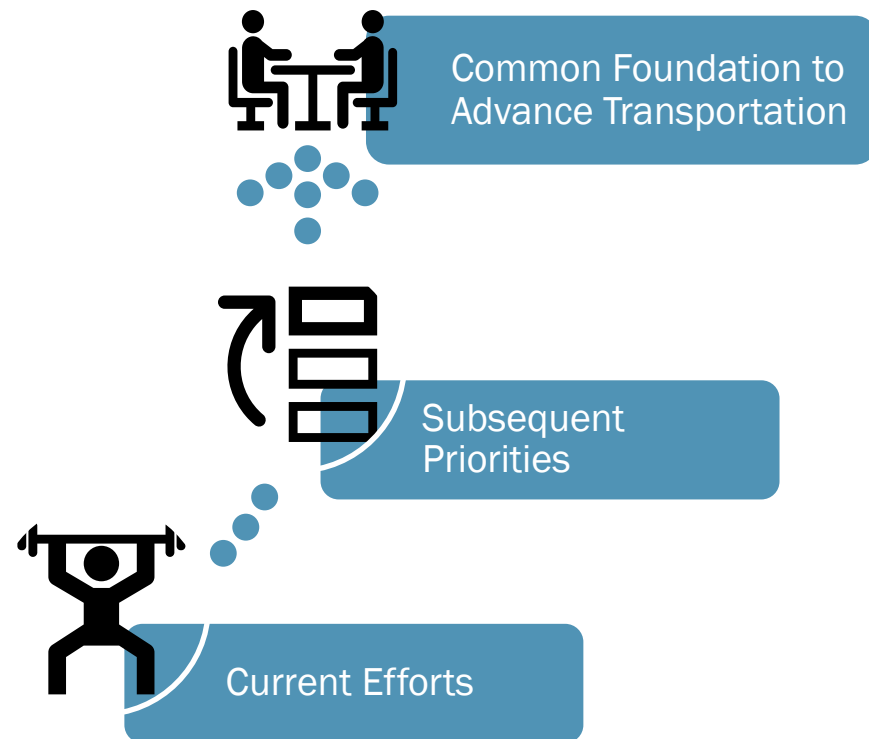 Common Foundation to
Advance Transportation
Subsequent
Priorities
Current Efforts